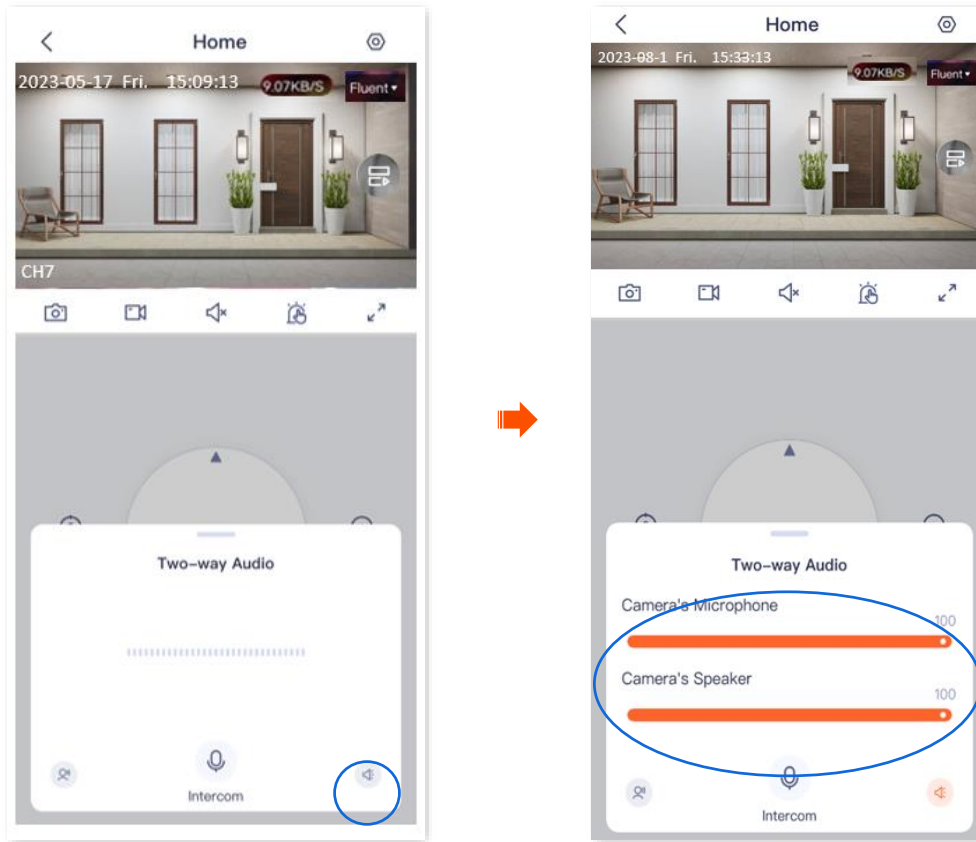 Home
2023-05-17 Fri. 15:09:13
9.07KB/S
Fluent
CH7
Two-way Audio
Intercom
Home
2023-08-1 Fri. 15:33:13
9.07KB/S
Fluent
Two-way Audio
Camera's Microphone
100
Camera's Speaker
100
Intercom